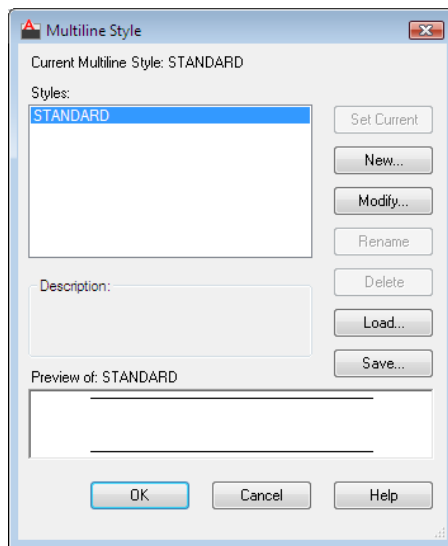 Multiline Style
Current Multiline Style: STANDARD
Styles:
STANDARD
Set Current
New...
Modify...
Rename
Delete
Load...
Save...
Description:
Preview of: STANDARD
OK
Cancel
Help